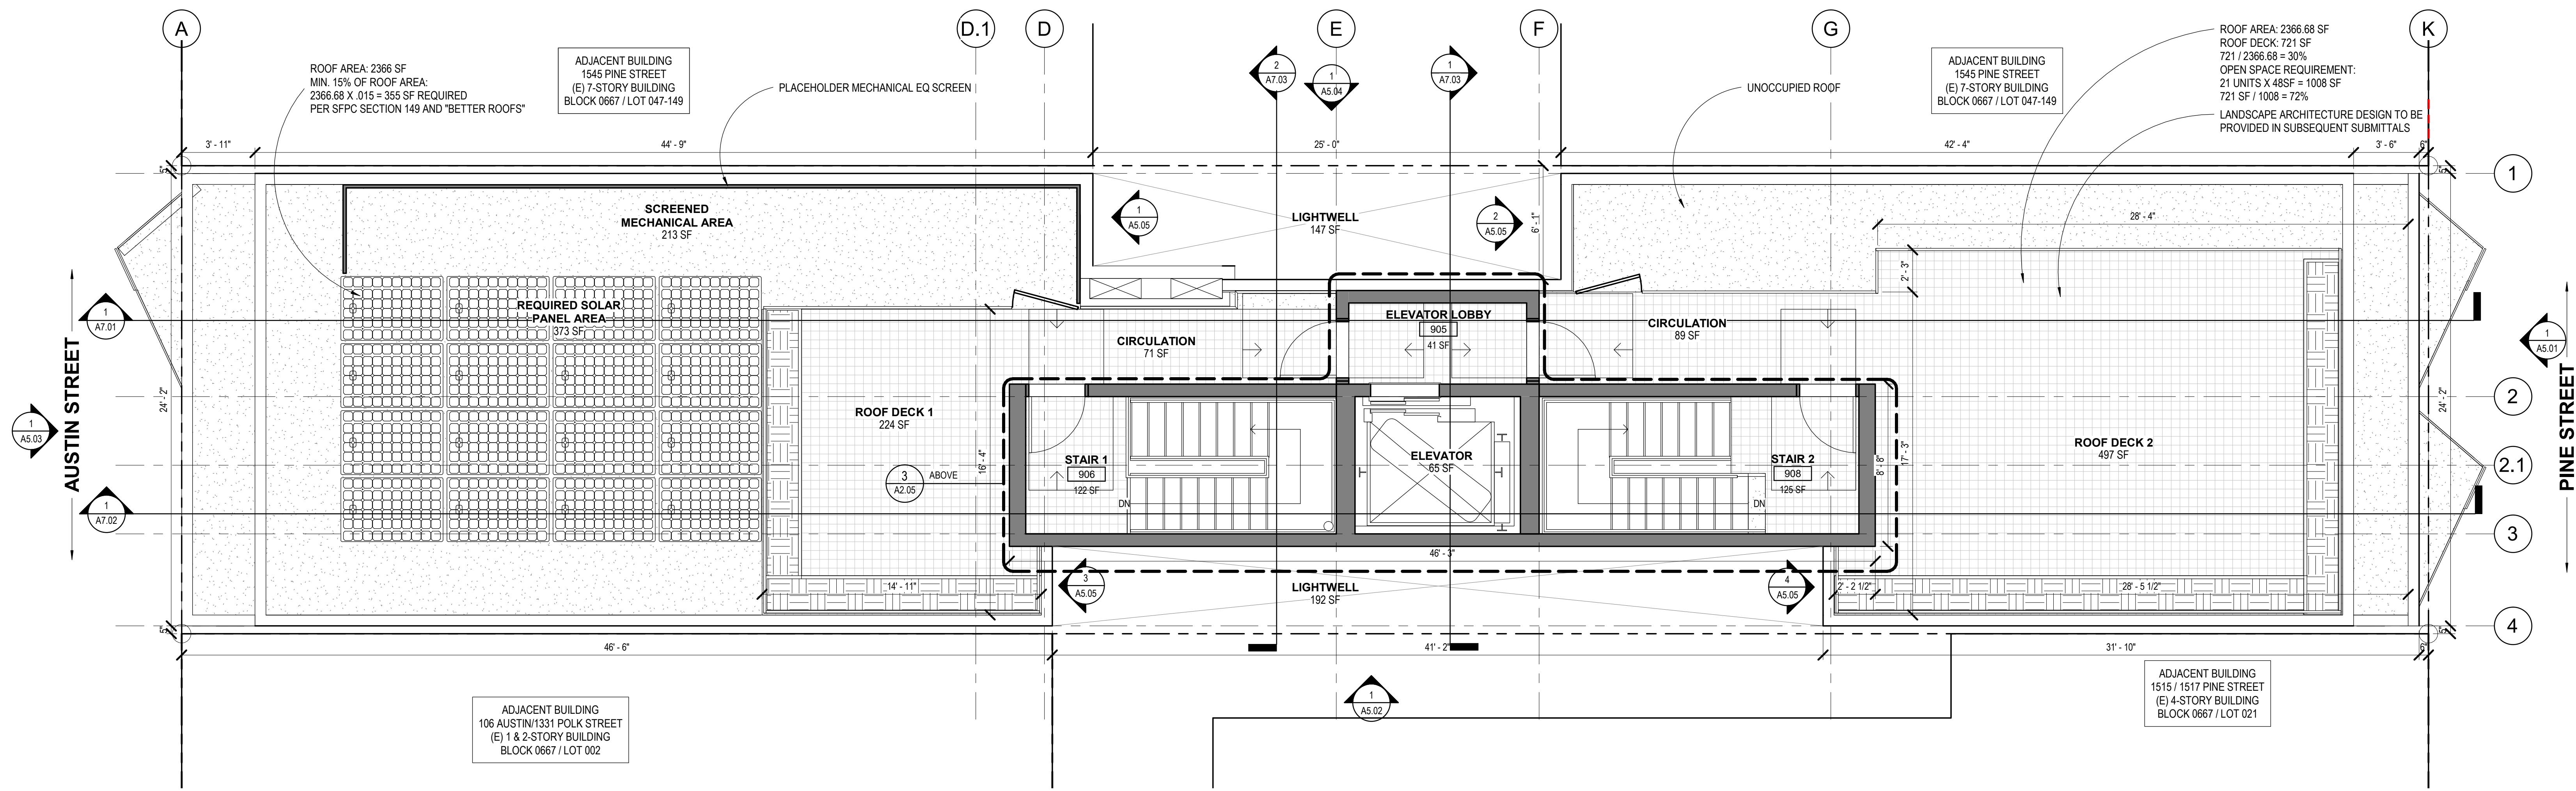 A
D.1
D
E
F
G
K
ROOF AREA: 2366 SF
MIN. 15% OF ROOF AREA:
2366.68 X .015 = 355 SF REQUIRED
PER SFPC SECTION 149 AND "BETTER ROOFS"
ADJACENT BUILDING
1545 PINE STREET
(E) 7-STORY BUILDING
BLOCK 0667 / LOT 047-149
PLACEHOLDER MECHANICAL EQ SCREEN
2
A7.03
1
A5.04
1
A7.03
UNOCCUPIED ROOF
ADJACENT BUILDING
1545 PINE STREET
(E) 7-STORY BUILDING
BLOCK 0667 / LOT 047-149
ROOF AREA: 2366.68 SF
ROOF DECK: 721 SF
721 / 2366.68 = 30%
OPEN SPACE REQUIREMENT:
21 UNITS X 48SF = 1008 SF
721 SF / 1008 = 72%
LANDSCAPE ARCHITECTURE DESIGN TO BE
PROVIDED IN SUBSEQUENT SUBMITTALS
3' - 11"
44' - 9"
25' - 0"
42' - 4"
3' - 6"
6"
5"
5"
1
SCREENED
MECHANICAL AREA
213 SF
1
A5.05
LIGHTWELL
147 SF
2
A5.05
6' - 1"
28' - 4"
2' - 3"
REQUIRED SOLAR
PANEL AREA
373 SF
1
A7.01
CIRCULATION
71 SF
ELEVATOR LOBBY
905
41 SF
CIRCULATION
89 SF
1
A5.01
AUSTIN STREET
24' - 2"
1
A5.03
ROOF DECK 1
224 SF
2
24' - 2"
PINE STREET
3
A2.05
ABOVE
16' - 4"
STAIR 1
906
122 SF
DN
ELEVATOR
65 SF
STAIR 2
908
125 SF
DN
8' - 8"
17' - 3"
ROOF DECK 2
497 SF
2.1
1
A7.02
3
46' - 3"
14' - 11"
3
A5.05
LIGHTWELL
192 SF
4
A5.05
2' - 2 1/2"
28' - 5 1/2"
5"
5"
4
46' - 6"
41' - 2"
31' - 10"
6"
ADJACENT BUILDING
106 AUSTIN/1331 POLK STREET
(E) 1 & 2-STORY BUILDING
BLOCK 0667 / LOT 002
1
A5.02
ADJACENT BUILDING
1515 / 1517 PINE STREET
(E) 4-STORY BUILDING
BLOCK 0667 / LOT 021